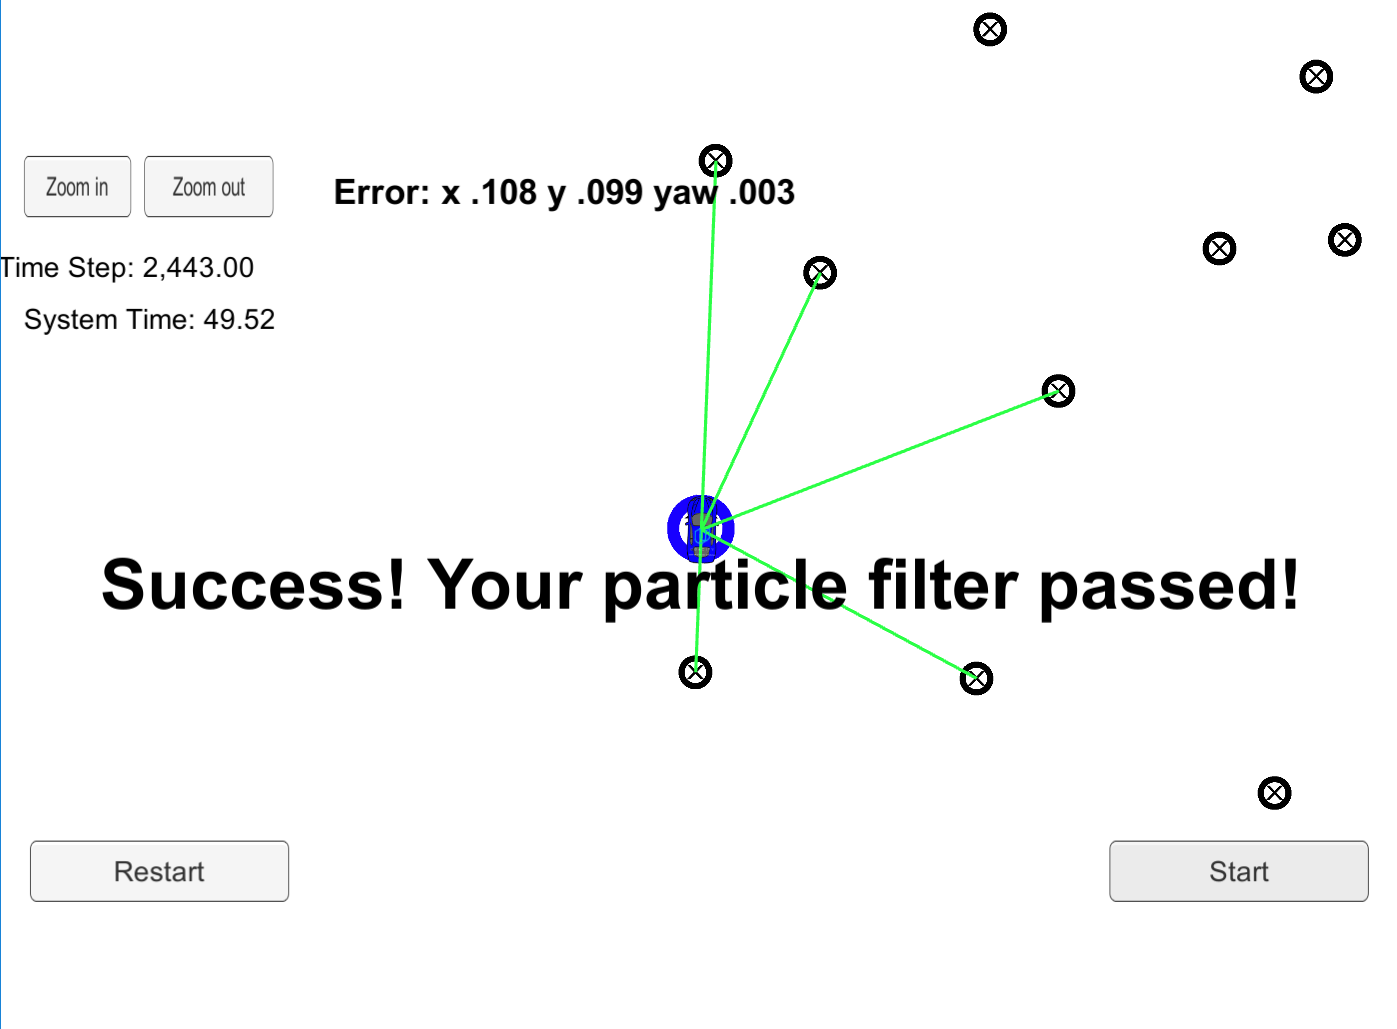 Zoom in
Zoom out
Error: x .108 y .099 yaw .003
Time Step: 2,443.00
System Time: 49.52
Success! Your particle filter passed!
Restart
Start